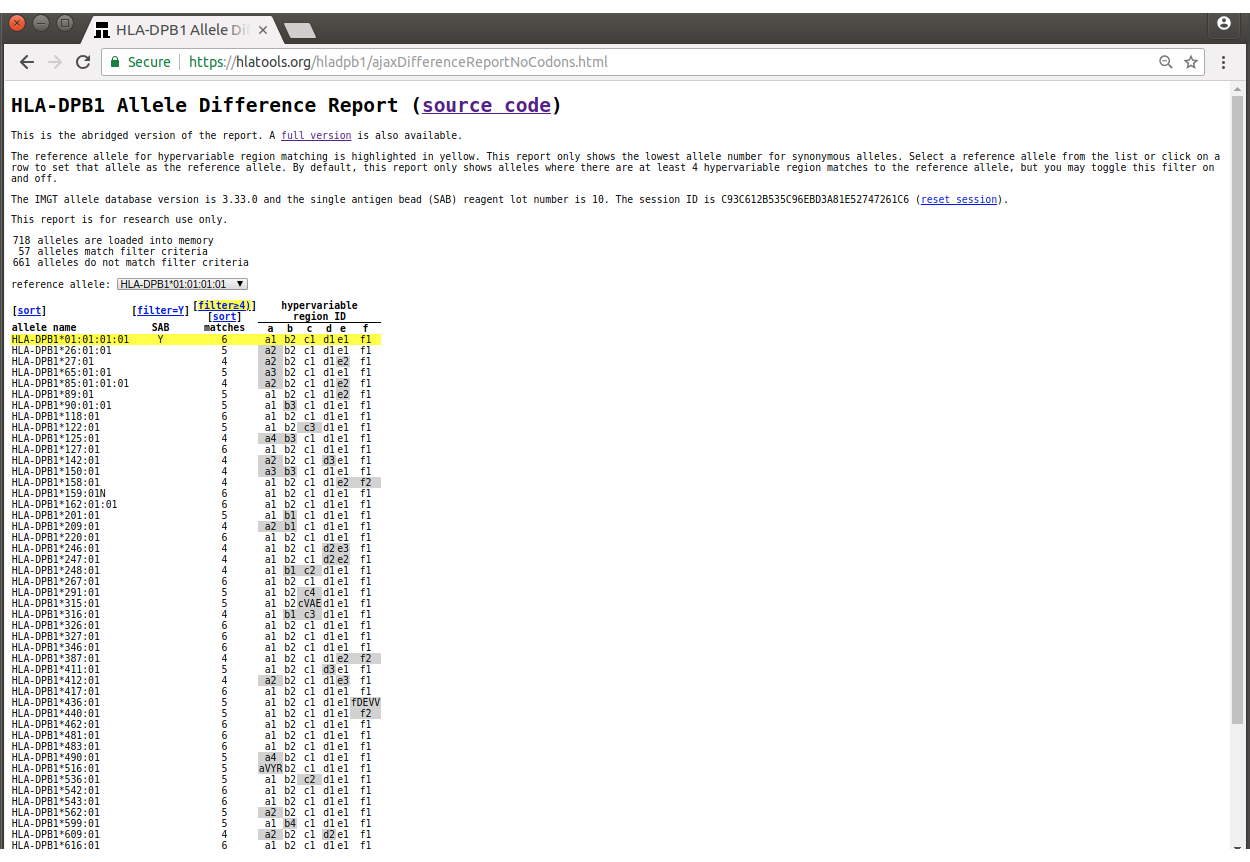 HLA-DPB1 Allele Di
Secure https://hlatools.org/hladpb1/ajaxDifferenceReportNoCodons.html
HLA-DPB1 Allele Difference Report (source code)
This is the abridged version of the report. A full version is also available.
The reference allele for hypervariable region matching is highlighted in yellow. This report only shows the lowest allele number for synonymous alleles. Select a reference allele from the list or click on a
row to set that allele as the reference allele. By default, this report only shows alleles where there are at least 4 hypervariable region matches to the reference allele, but you may toggle this filter on
and off.
The IMGT allele database version is 3.33.0 and the single antigen bead (SAB) reagent lot number is 10. The session ID is C93C612B535C96EBD3A81E52747261C6 (reset session).
This report is for research use only.
718 alleles are loaded into memory
57 alleles match filter criteria
661 alleles do not match filter criteria
reference allele: HLA-DPB1*01:01:01:01
[filter≥4)] hypervariable
[sort] [filter=Y] [sort] region ID
allele name SAB matches a b c d e f
HLA-DPB1*01:01:01:01 Y 6 a1 b2 c1 d1 e1 f1
HLA-DPB1*26:01:01 5 a2 b2 c1 d1 e1 f1
HLA-DPB1*27:01 4 a2 b2 c1 d1 e2 f1
HLA-DPB1*65:01:01 5 a3 b2 c1 d1 e1 f1
HLA-DPB1*85:01:01:01 4 a2 b2 c1 d1 e2 f1
HLA-DPB1*89:01 5 a1 b2 c1 d1 e2 f1
HLA-DPB1*90:01:01 5 a1 b3 c1 d1 e1 f1
HLA-DPB1*118:01 6 a1 b2 c1 d1 e1 f1
HLA-DPB1*122:01 5 a1 b2 c3 d1 e1 f1
HLA-DPB1*125:01 4 a4 b3 c1 d1 e1 f1
HLA-DPB1*127:01 6 a1 b2 c1 d1 e1 f1
HLA-DPB1*142:01 4 a2 b2 c1 d3 e1 f1
HLA-DPB1*150:01 4 a3 b3 c1 d1 e1 f1
HLA-DPB1*158:01 4 a1 b2 c1 d1 e2 f2
HLA-DPB1*159:01N 6 a1 b2 c1 d1 e1 f1
HLA-DPB1*162:01:01 6 a1 b2 c1 d1 e1 f1
HLA-DPB1*201:01 5 a1 b1 c1 d1 e1 f1
HLA-DPB1*209:01 4 a2 b1 c1 d1 e1 f1
HLA-DPB1*220:01 6 a1 b2 c1 d1 e1 f1
HLA-DPB1*246:01 4 a1 b2 c1 d2 e3 f1
HLA-DPB1*247:01 4 a1 b2 c1 d2 e2 f1
HLA-DPB1*248:01 4 a1 b1 c2 d1 e1 f1
HLA-DPB1*267:01 6 a1 b2 c1 d1 e1 f1
HLA-DPB1*291:01 5 a1 b2 c4 d1 e1 f1
HLA-DPB1*315:01 5 a1 b2 cVAE d1 e1 f1
HLA-DPB1*316:01 4 a1 b1 c3 d1 e1 f1
HLA-DPB1*326:01 6 a1 b2 c1 d1 e1 f1
HLA-DPB1*327:01 6 a1 b2 c1 d1 e1 f1
HLA-DPB1*346:01 6 a1 b2 c1 d1 e1 f1
HLA-DPB1*387:01 4 a1 b2 c1 d1 e2 f2
HLA-DPB1*411:01 5 a1 b2 c1 d3 e1 f1
HLA-DPB1*412:01 4 a2 b2 c1 d1 e3 f1
HLA-DPB1*417:01 6 a1 b2 c1 d1 e1 f1
HLA-DPB1*436:01 5 a1 b2 c1 d1 e1 fDEVV
HLA-DPB1*440:01 5 a1 b2 c1 d1 e1 f2
HLA-DPB1*462:01 6 a1 b2 c1 d1 e1 f1
HLA-DPB1*481:01 6 a1 b2 c1 d1 e1 f1
HLA-DPB1*483:01 6 a1 b2 c1 d1 e1 f1
HLA-DPB1*490:01 5 a4 b2 c1 d1 e1 f1
HLA-DPB1*516:01 5 aVYR b2 c1 d1 e1 f1
HLA-DPB1*536:01 5 a1 b2 c2 d1 e1 f1
HLA-DPB1*542:01 6 a1 b2 c1 d1 e1 f1
HLA-DPB1*543:01 6 a1 b2 c1 d1 e1 f1
HLA-DPB1*562:01 5 a2 b2 c1 d1 e1 f1
HLA-DPB1*599:01 5 a1 b4 c1 d1 e1 f1
HLA-DPB1*609:01 4 a2 b2 c1 d2 e1 f1
HLA-DPB1*616:01 6 a1 b2 c1 d1 e1 f1